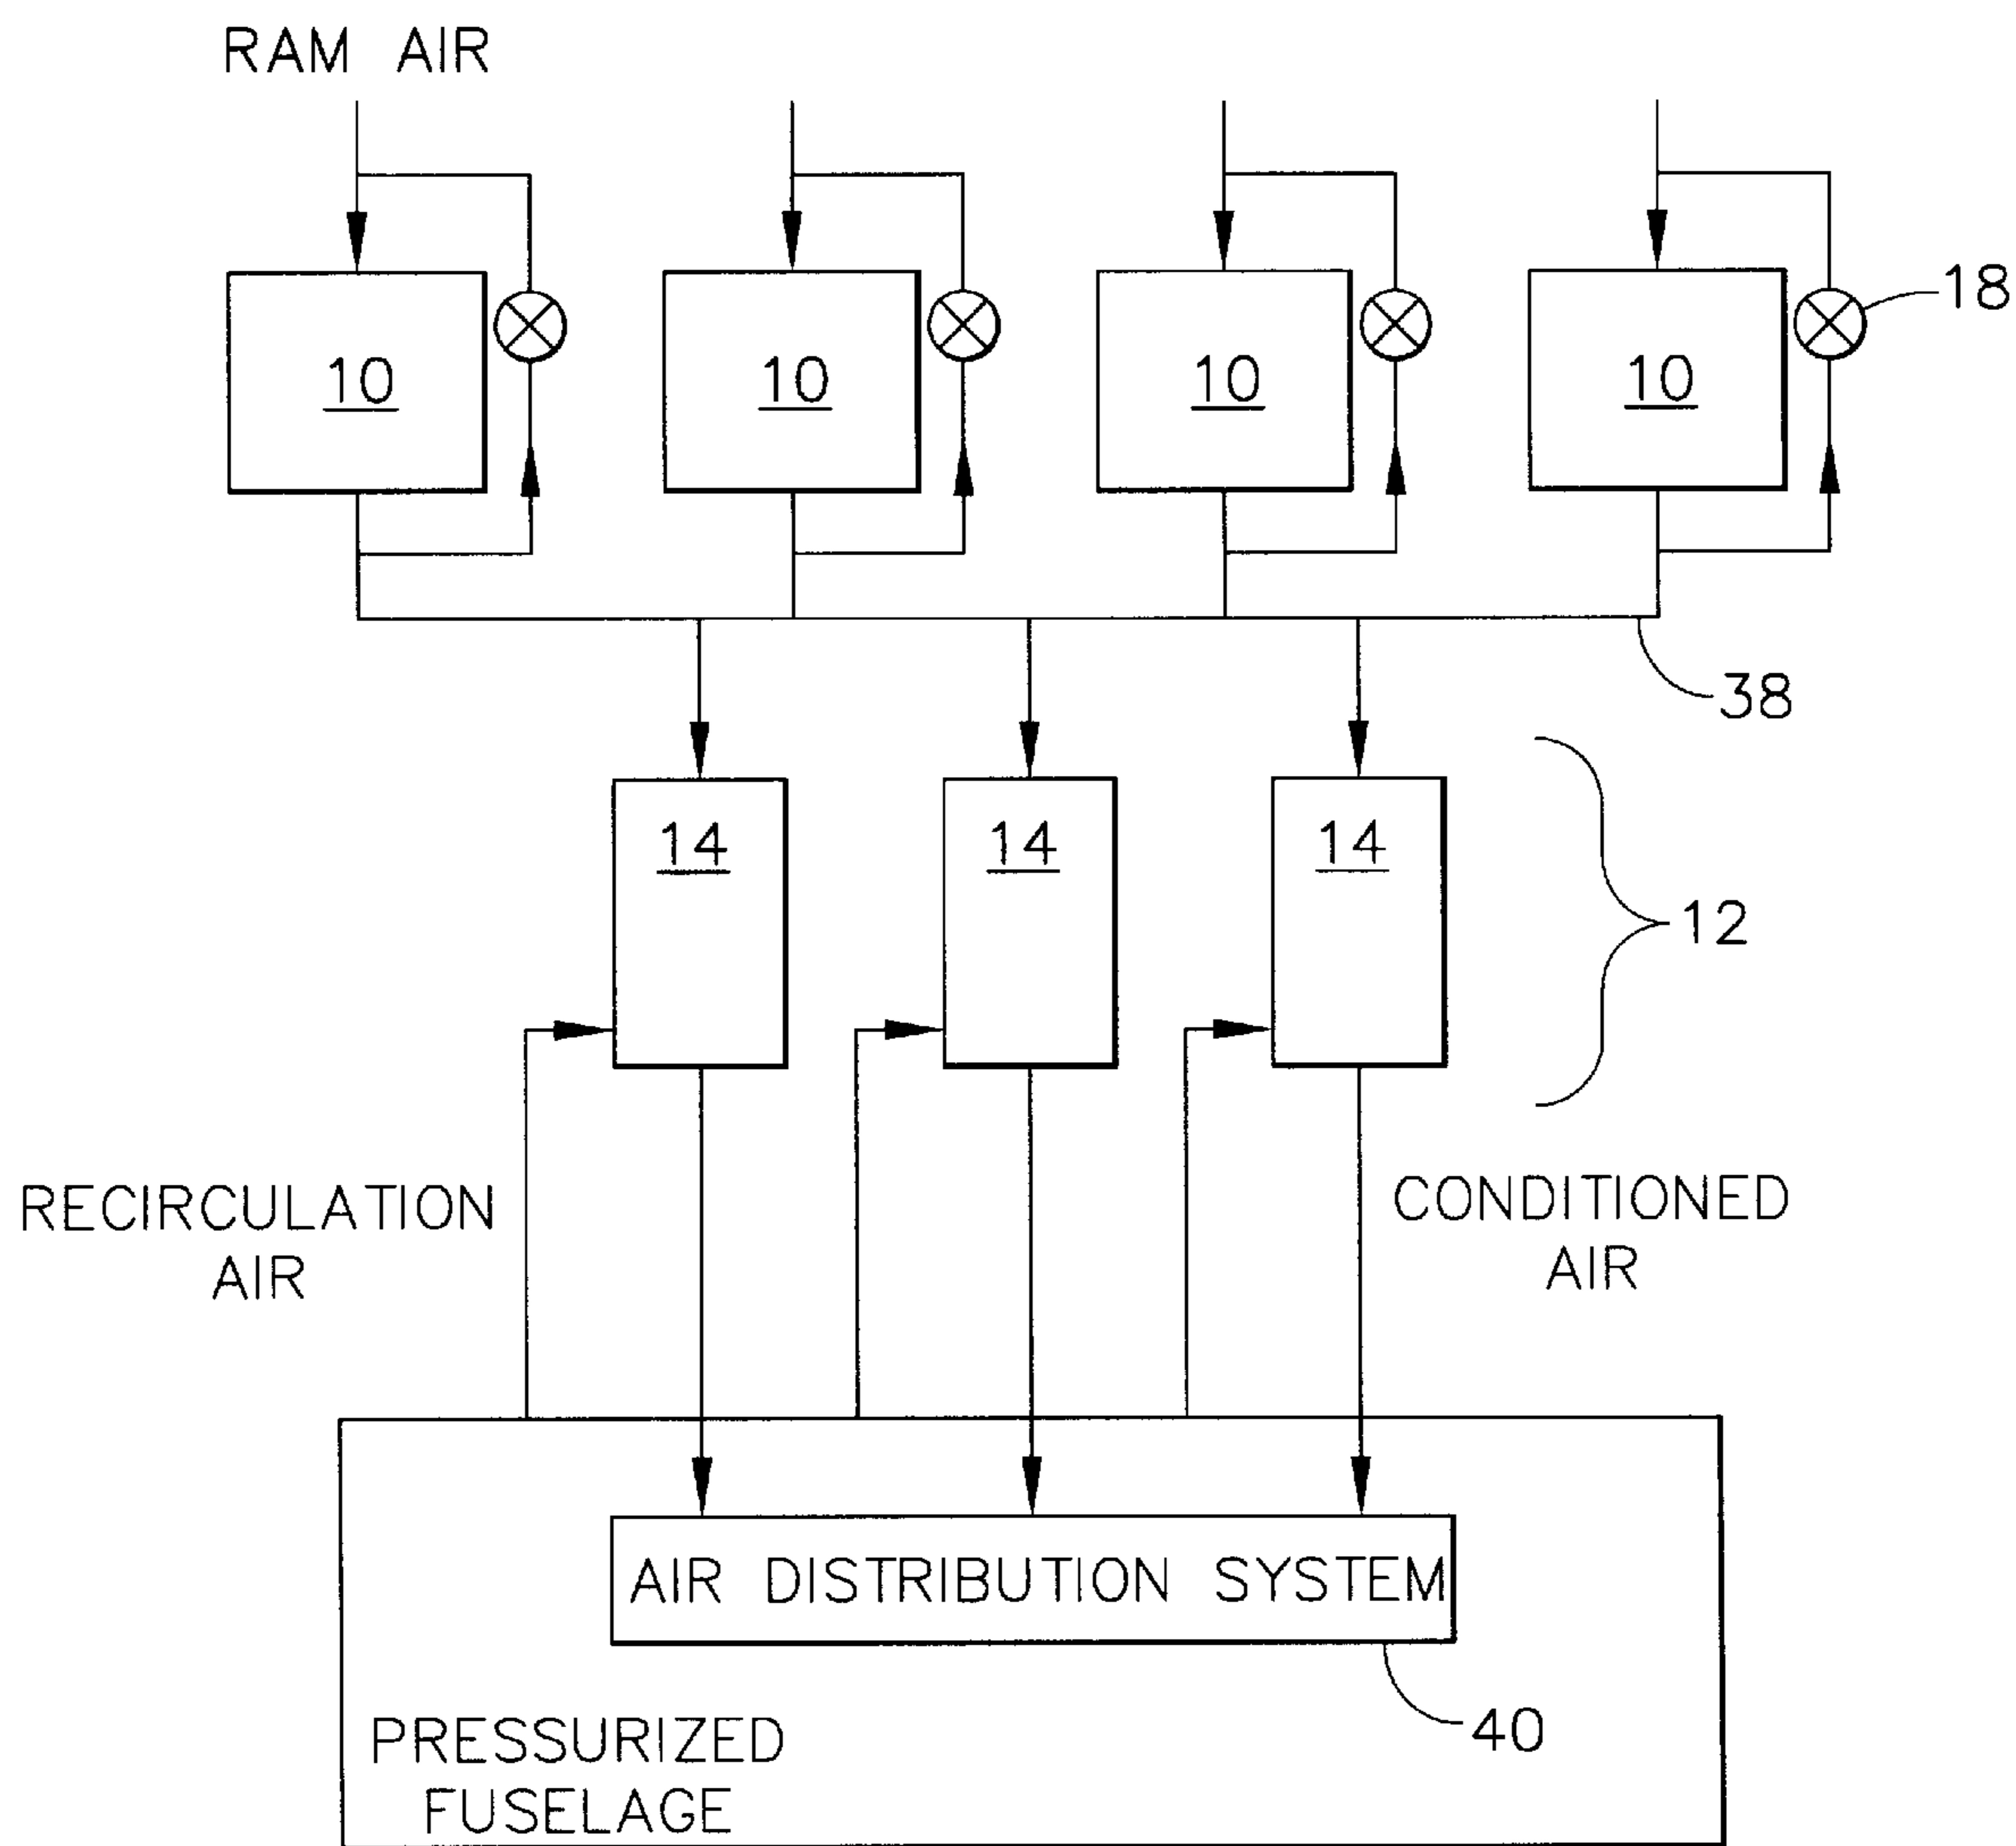 RAM AIR
18
10 10 10 10
38
14 14 14
12
RECIRCULATION
AIR
CONDITIONED
AIR
AIR DISTRIBUTION SYSTEM
40
PRESSURIZED
FUSELAGE